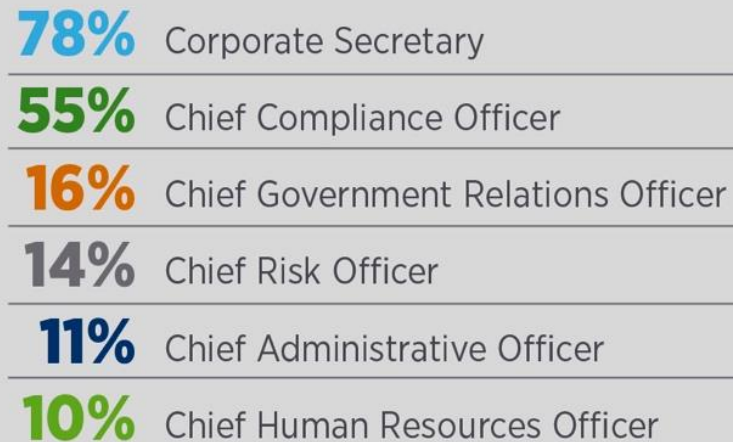 78% Corporate Secretary
55% Chief Compliance Officer
16% Chief Government Relations Officer
14% Chief Risk Officer
11% Chief Administrative Officer
10% Chief Human Resources Officer